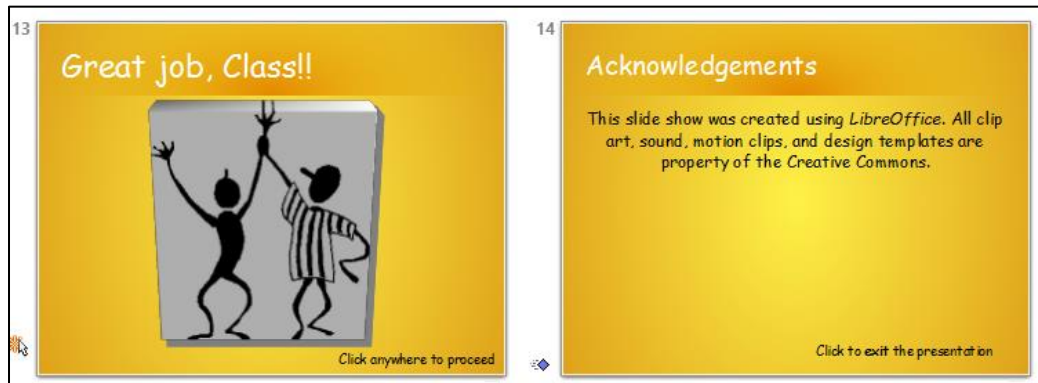 13
Great job, Class!!
Click anywhere to proceed
14
Acknowledgements
This slide show was created using LibreOffice. All clip
art, sound, motion clips, and design templates are
property of the Creative Commons.
Click to exit the presentation